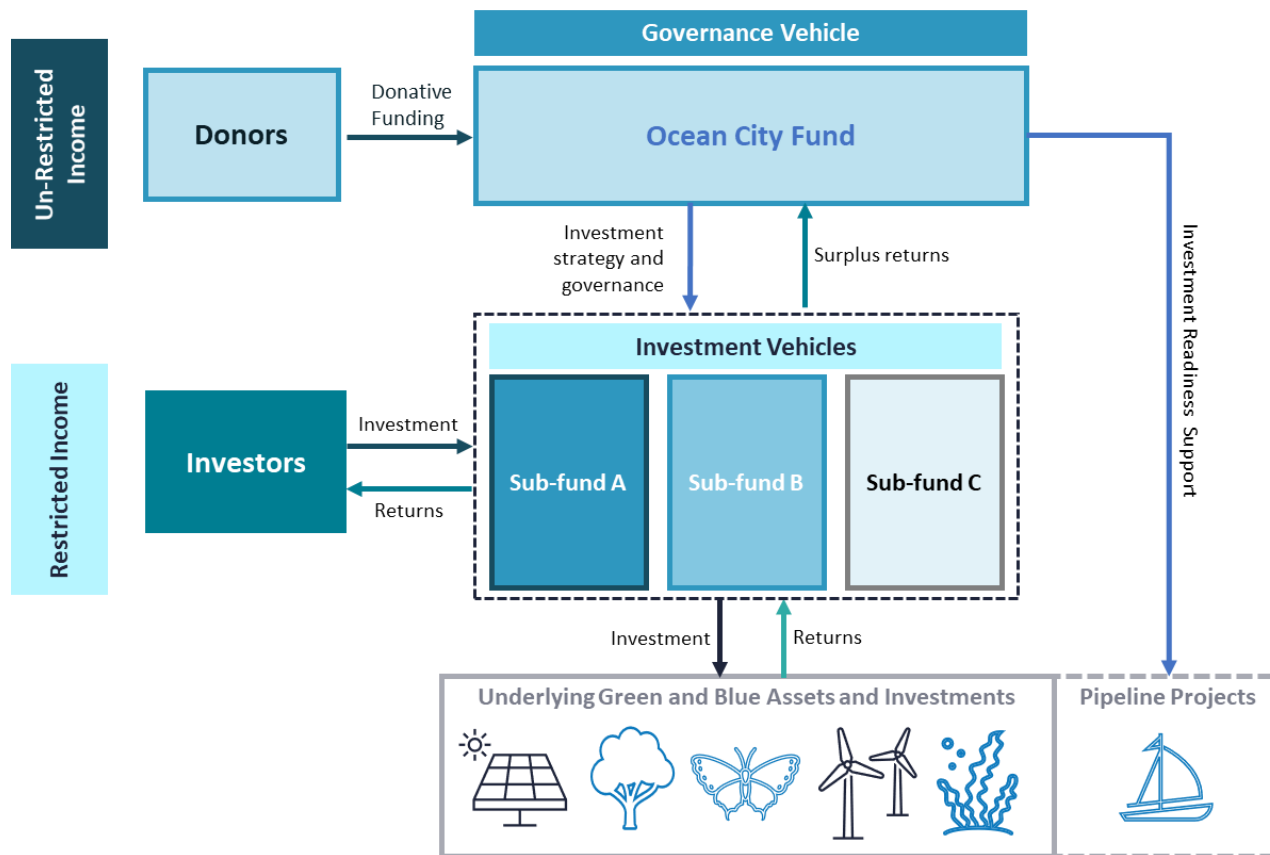 Governance Vehicle
Un-Restricted
Income
Donors
Donative
Funding
Ocean City Fund
Investment
strategy and
governance
Surplus returns
Investment Readiness Support
Restricted Income
Investors
Investment
Returns
Investment Vehicles
Sub-fund A
Sub-fund B
Sub-fund C
Investment
Returns
Underlying Green and Blue Assets and Investments
Pipeline Projects